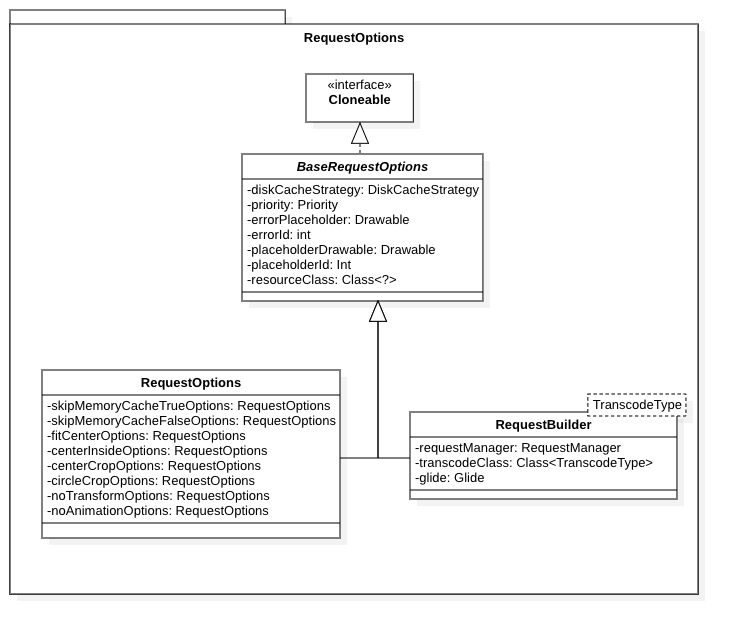 RequestOptions
«interface»
Cloneable
BaseRequestOptions
-diskCacheStrategy: DiskCacheStrategy
-priority: Priority
-errorPlaceholder: Drawable
-errorId: int
-placeholderDrawable: Drawable
-placeholderId: Int
-resourceClass: Class<?>
RequestOptions
-skipMemoryCacheTrueOptions: RequestOptions
-skipMemoryCacheFalseOptions: RequestOptions
-fitCenterOptions: RequestOptions
-centerInsideOptions: RequestOptions
-centerCropOptions: RequestOptions
-circleCropOptions: RequestOptions
-noTransformOptions: RequestOptions
-noAnimationOptions: RequestOptions
TranscodeType
RequestBuilder
-requestManager: RequestManager
-transcodeClass: Class<TranscodeType>
-glide: Glide